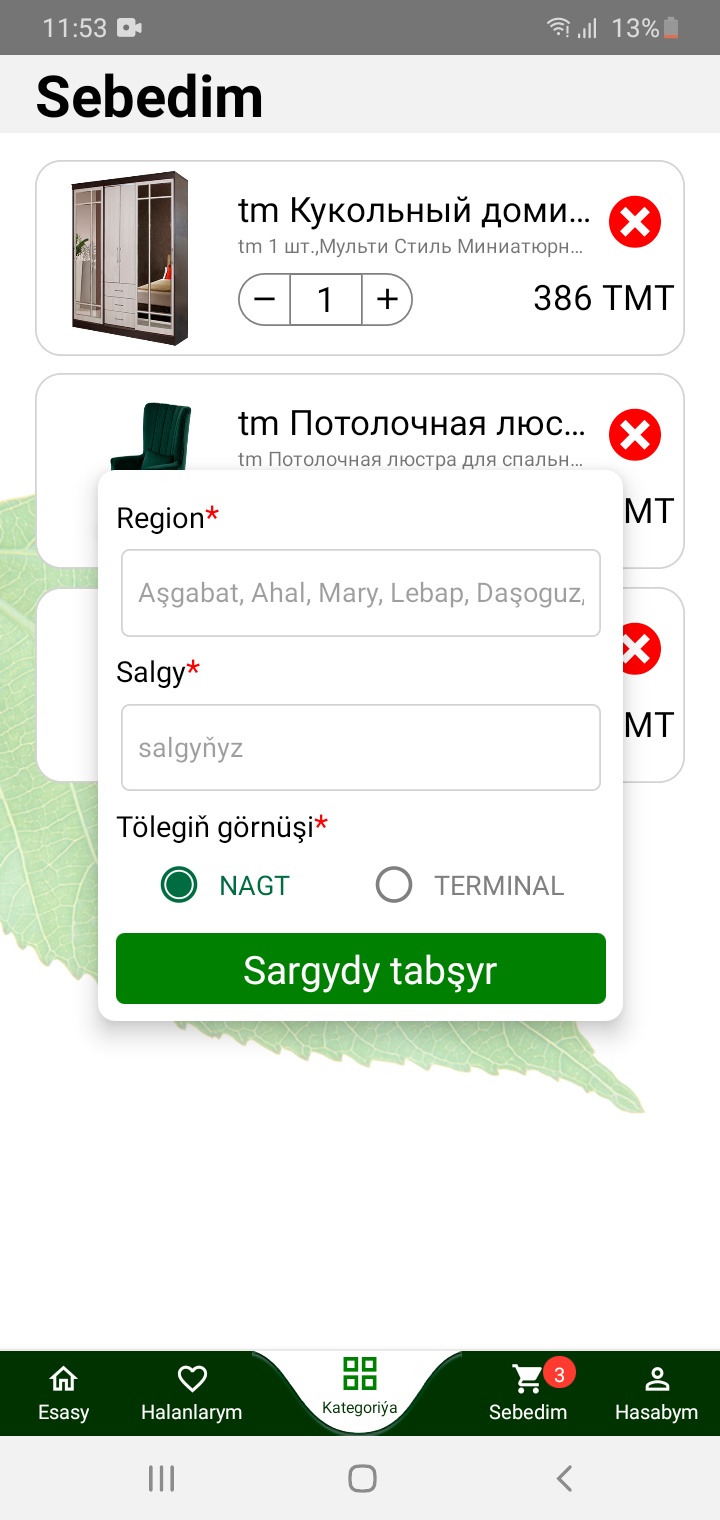 11:53
13%
Sebedim
tm Кукольный доми...
tm 1 шт.,Мульти Стиль Миниатюрн...
1
386 TMT
tm Потолочная люс...
tm Потолочная люстра для спальн...
MT
Region*
Aşgabat, Ahal, Mary, Lebap, Daşoguz,
Salgy*
salgyňyz
MT
Tölegiň görnüşi*
NAGT
TERMINAL
Sargydy tabşyr
Esasy
Halanlarym
Kategoriýa
3
Sebedim
Hasabym